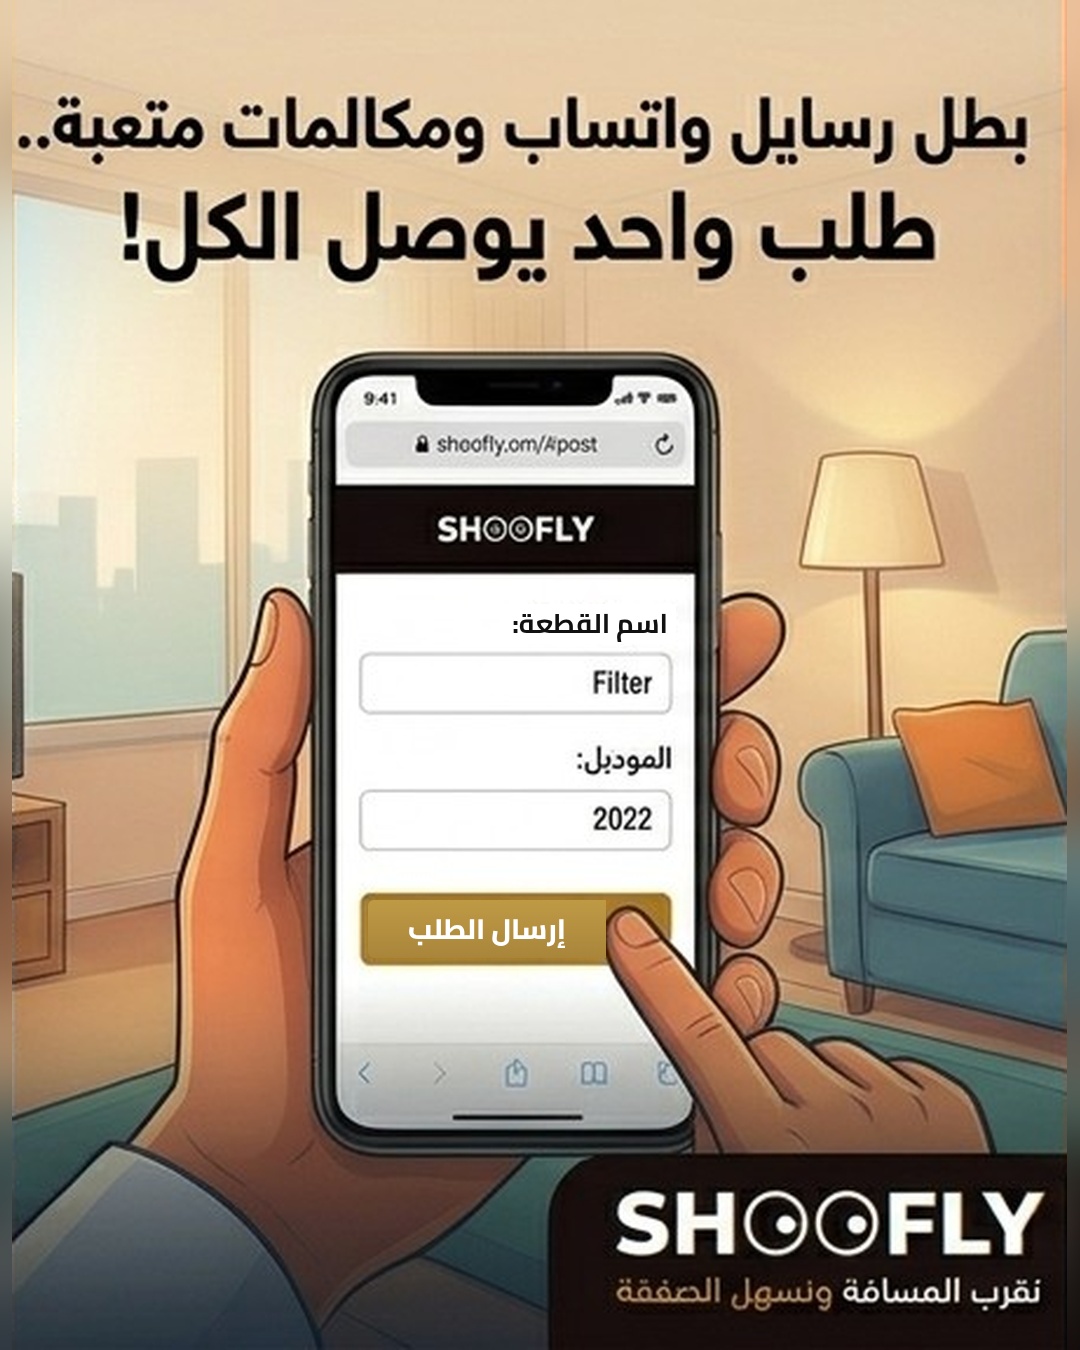 بطل رسايل واتساب ومكالمات متعبة..
طلب واحد يوصل الكل!
9:41
shoofly.om/#post
SHOOFLY
اسم القطعة:
Filter
الموديل:
2022
إرسال الطلب
SHOOFLY
نقرب المسافة ونسهل الصفقة